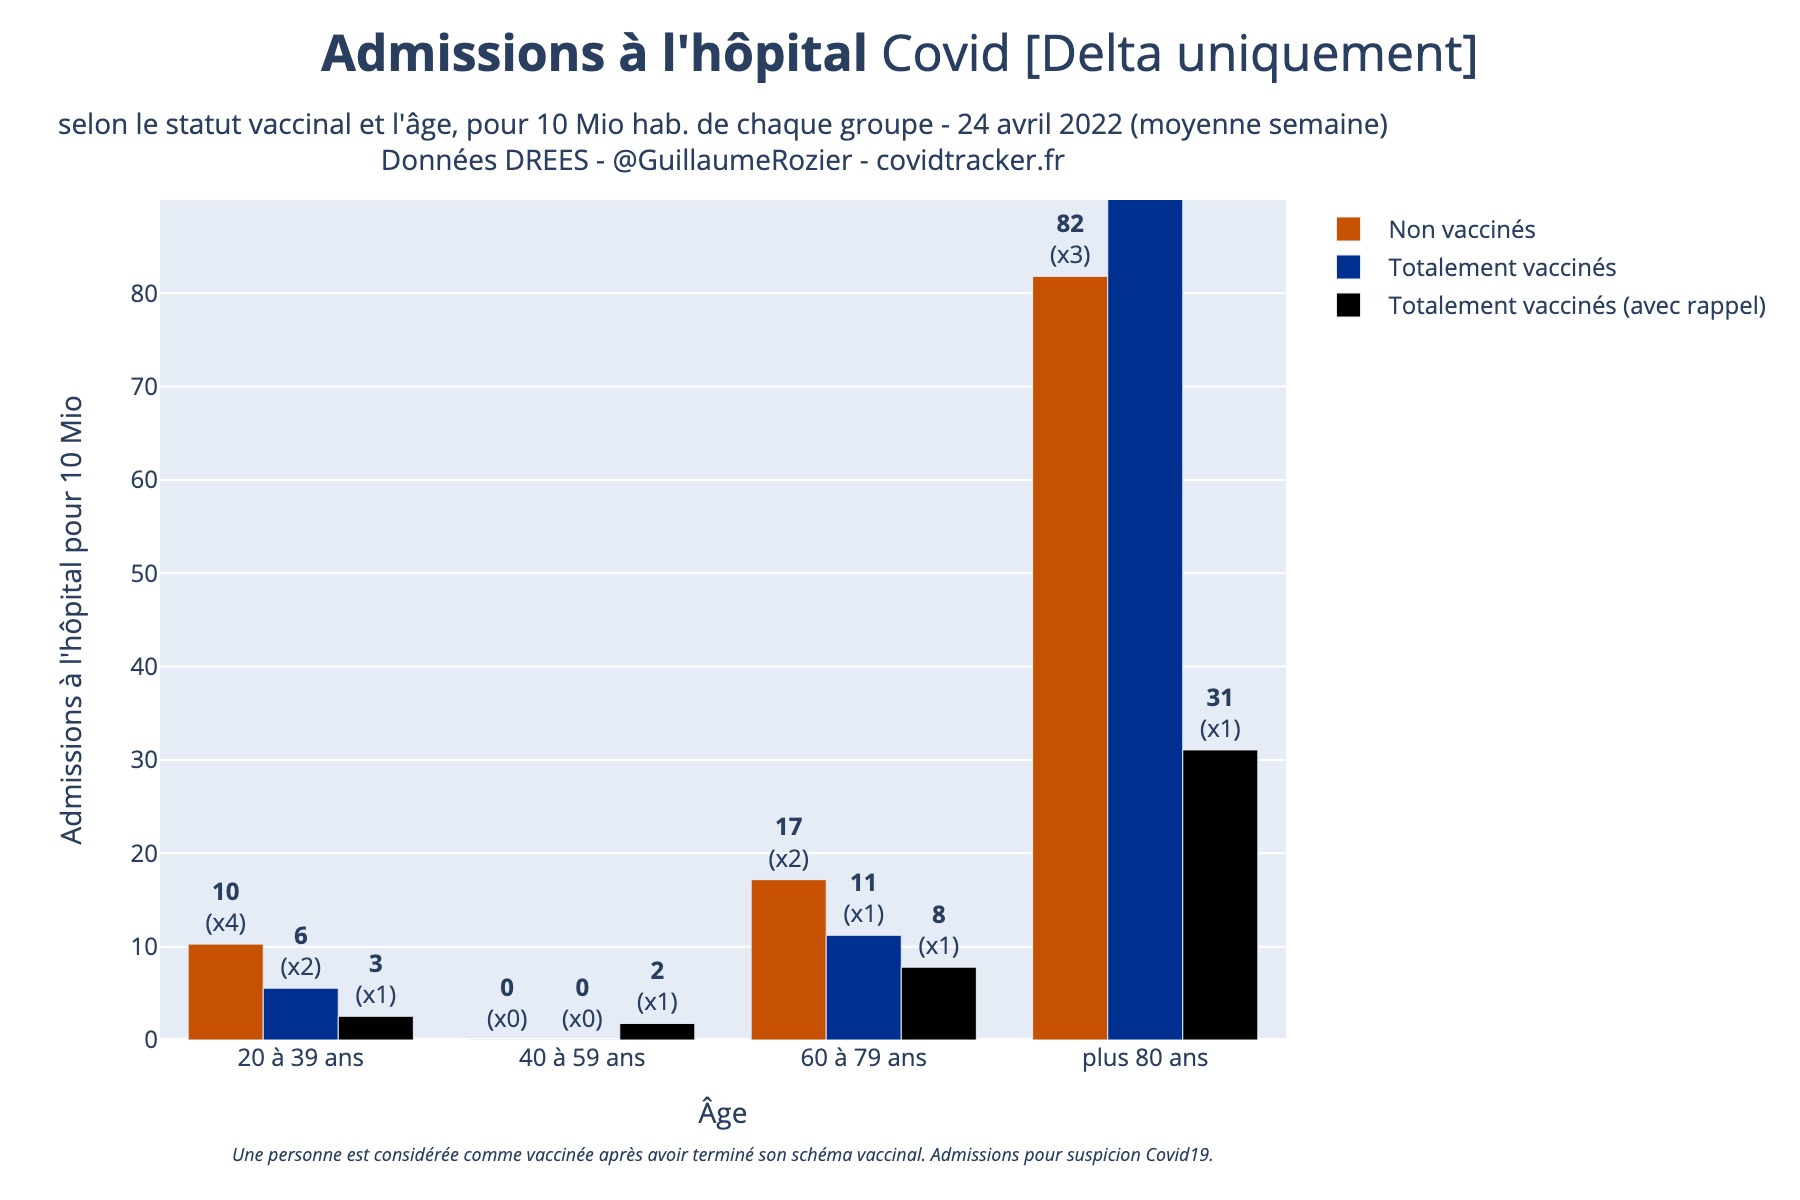 Admissions à l'hôpital Covid [Delta uniquement]
selon le statut vaccinal et l'âge, pour 10 Mio hab. de chaque groupe - 24 avril 2022 (moyenne semaine)
Données DREES - @GuillaumeRozier - covidtracker.fr
Non vaccinés
Totalement vaccinés
Totalement vaccinés (avec rappel)
Admissions à l'hôpital pour 10 Mio
80
70
60
50
40
30
20
10
0
10
(x4)
6
(x2)
3
(x1)
0
(x0)
0
(x0)
2
(x1)
17
(x2)
11
(x1)
8
(x1)
82
(x3)
31
(x1)
20 à 39 ans
40 à 59 ans
60 à 79 ans
plus 80 ans
Âge
Une personne est considérée comme vaccinée après avoir terminé son schéma vaccinal. Admissions pour suspicion Covid19.